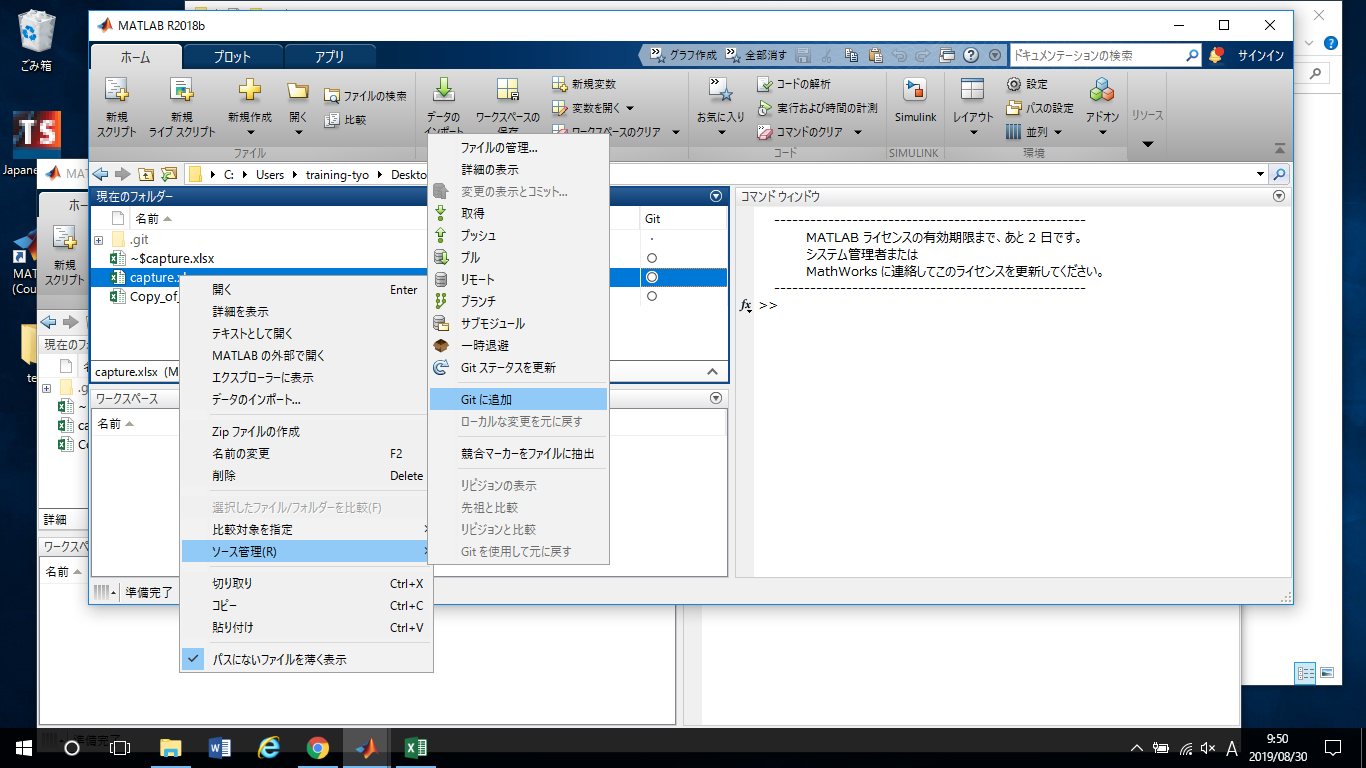 ごみ箱
MATLAB R2018b
ホーム
プロット
アプリ
グラフ作成
全部消す
ドキュメンテーションの検索
サインイン
新規
スクリプト
新規
ライブ スクリプト
新規作成
開く
ファイルの検索
比較
データの
インポート
ワークスペースの
保存
新規変数
変数を開く
ワークスペースのクリア
お気に入り
コードの解析
実行および時間の計測
コマンドのクリア
Simulink
レイアウト
設定
パスの設定
並列
アドオン
リソース
ファイル
コード
SIMULINK
環境
C:
Users
training-tyo
Deskto
現在のフォルダー
名前
Git
.git
~$capture.xlsx
capture.xl
Copy_of_
capture.xlsx (M
ワークスペース
名前
準備完了
コマンド ウィンドウ
MATLAB ライセンスの有効期限まで、あと 2 日です。
システム管理者または
MathWorks に連絡してこのライセンスを更新してください。
fx >>
開く Enter
詳細を表示
テキストとして開く
MATLAB の外部で開く
エクスプローラーに表示
データのインポート...
Zip ファイルの作成
名前の変更 F2
削除 Delete
選択したファイル/フォルダーを比較(F)
比較対象を指定
ソース管理(R)
切り取り Ctrl+X
コピー Ctrl+C
貼り付け Ctrl+V
パスにないファイルを薄く表示
ファイルの管理...
詳細の表示
変更の表示とコミット...
取得
プッシュ
プル
リモート
ブランチ
サブモジュール
一時退避
Git ステータスを更新
Git に追加
ローカルな変更を元に戻す
競合マーカーをファイルに抽出
リビジョンの表示
先祖と比較
リビジョンと比較
Git を使用して元に戻す
TS
Japane
MAT
(Cou
te
MAT
ホー
新規
スクリプト
現在のフォ
名
.g
~
ca
Co
詳細
ワークスペ
名前
準備完了
A
9:50
2019/08/30